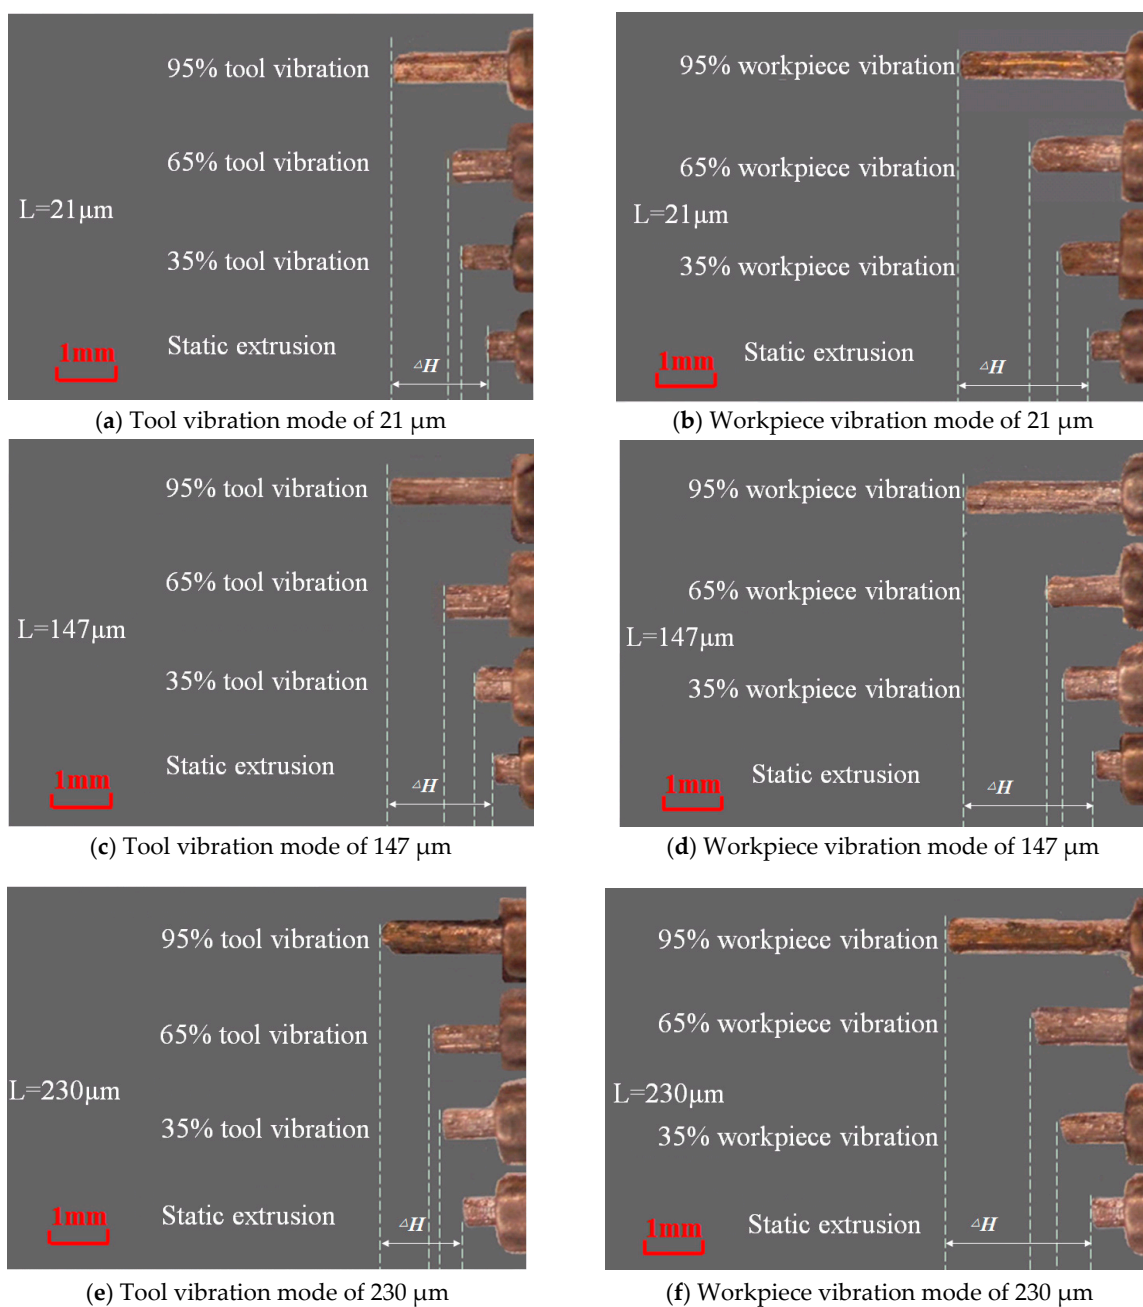 95% tool vibration
65% tool vibration
L=21μm
35% tool vibration
Static extrusion
1mm
△H
(a) Tool vibration mode of 21 μm
95% workpiece vibration
65% workpiece vibration
L=21μm
35% workpiece vibration
Static extrusion
1mm
△H
(b) Workpiece vibration mode of 21 μm
95% tool vibration
65% tool vibration
L=147μm
35% tool vibration
Static extrusion
1mm
△H
(c) Tool vibration mode of 147 μm
95% workpiece vibration
65% workpiece vibration
L=147μm
35% workpiece vibration
Static extrusion
1mm
△H
(d) Workpiece vibration mode of 147 μm
95% tool vibration
65% tool vibration
L=230μm
35% tool vibration
Static extrusion
1mm
△H
(e) Tool vibration mode of 230 μm
95% workpiece vibration
65% workpiece vibration
L=230μm
35% workpiece vibration
Static extrusion
1mm
△H
(f) Workpiece vibration mode of 230 μm